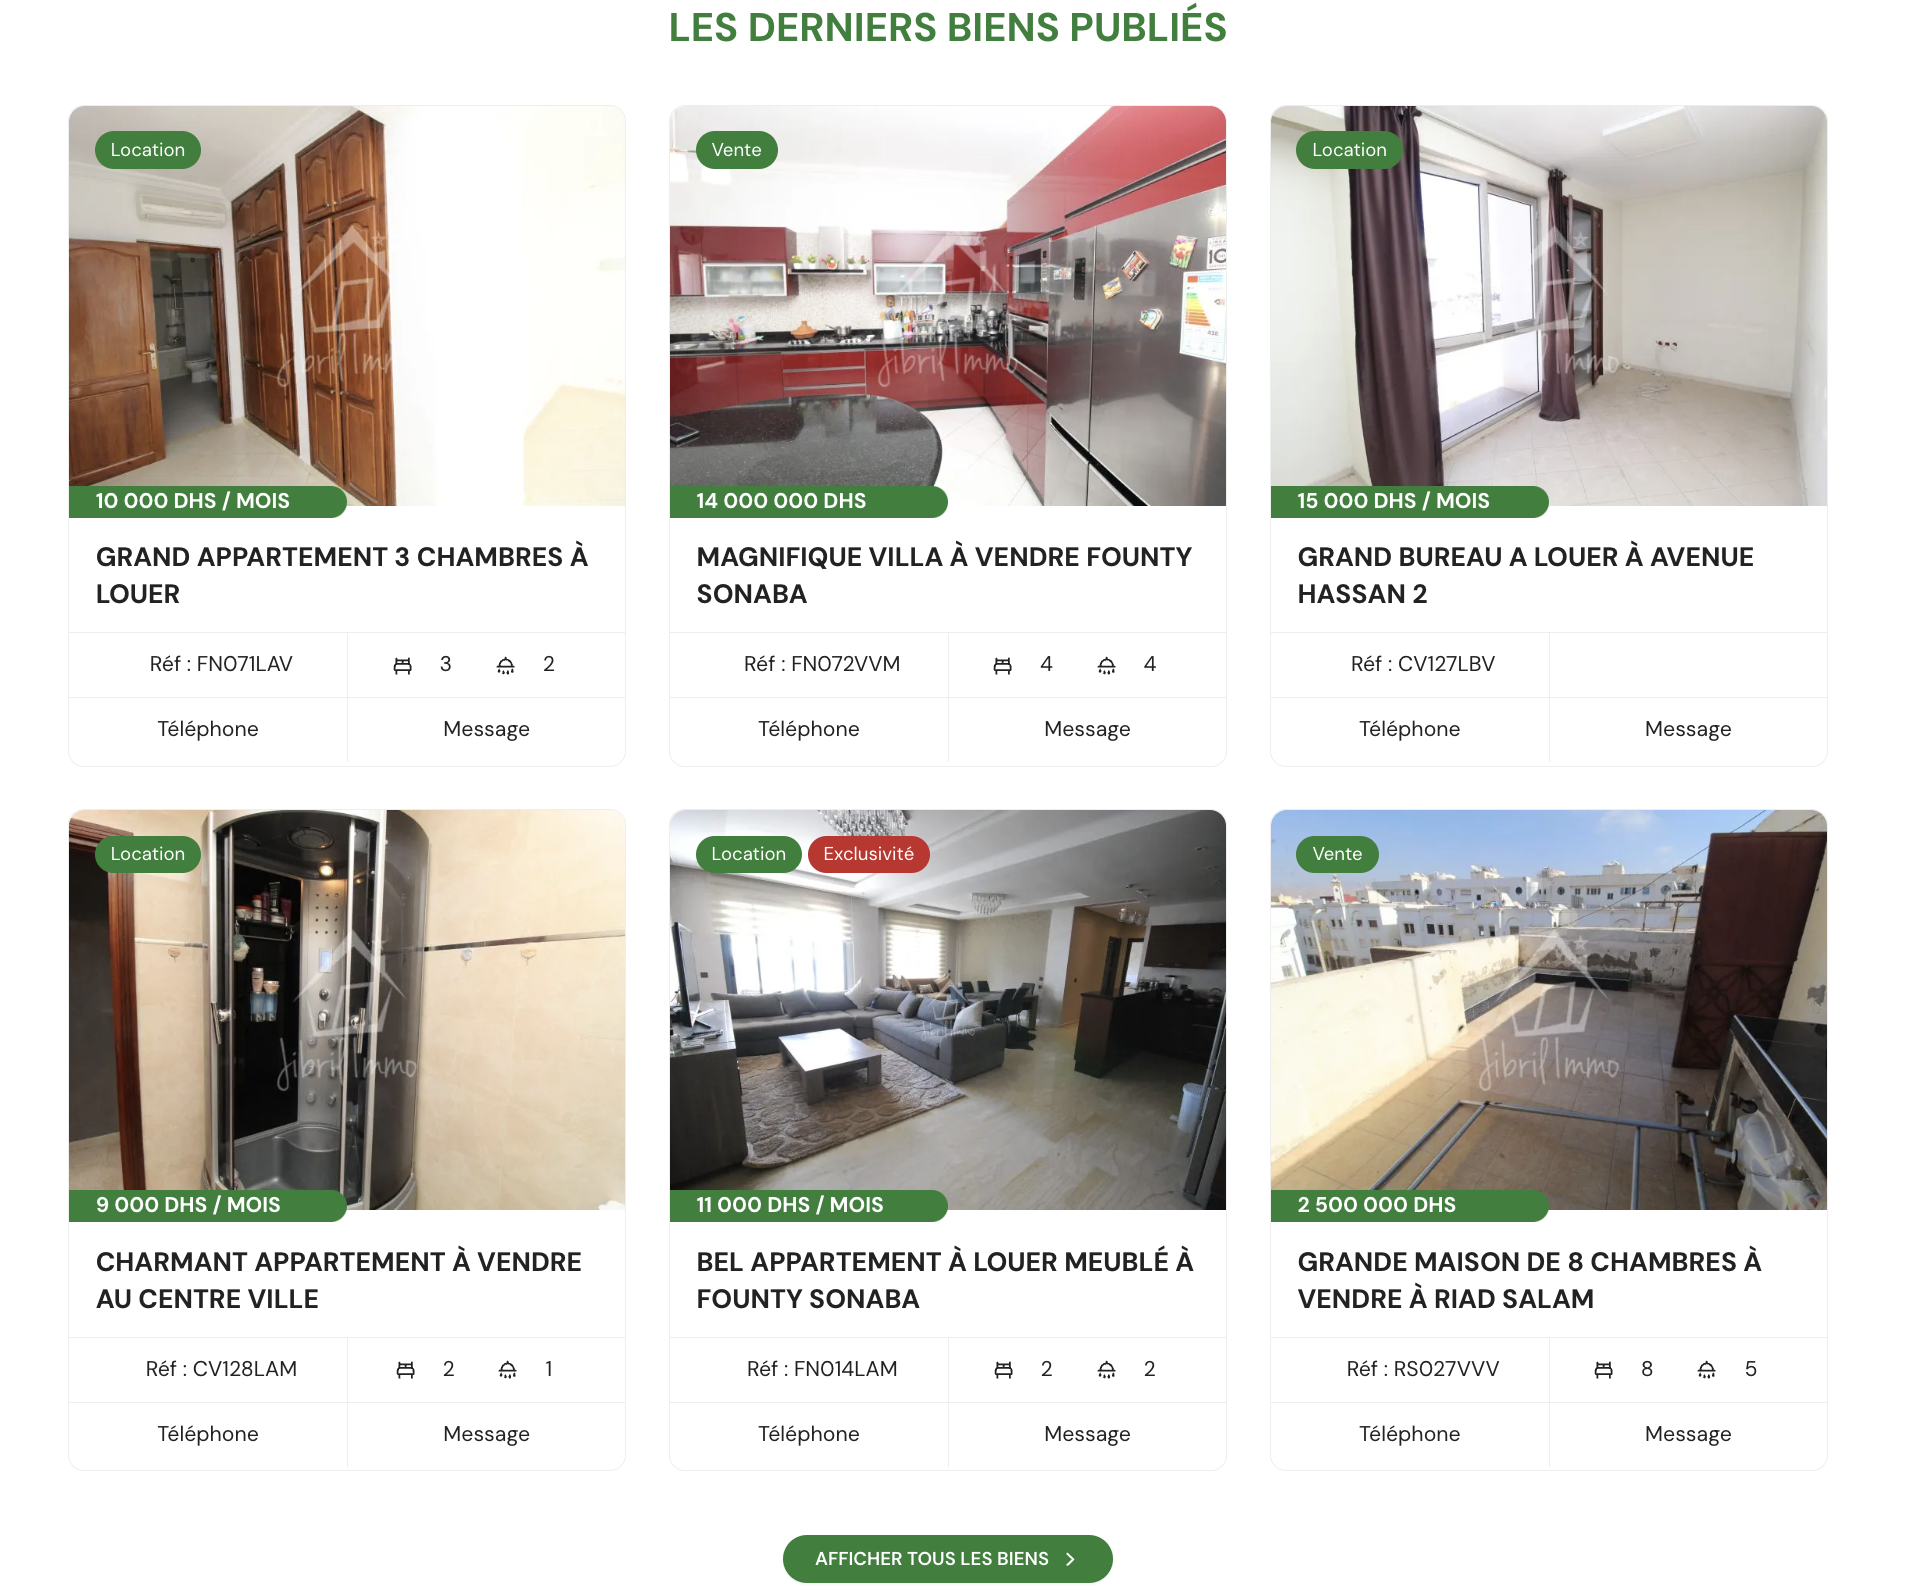 LES DERNIERS BIENS PUBLIÉS
Location
Jibril Imm
10 000 DHS / MOIS
GRAND APPARTEMENT 3 CHAMBRES À
LOUER
Réf : FN071LAV
3
2
Téléphone
Message
Vente
Jibril Immo
14 000 000 DHS
MAGNIFIQUE VILLA À VENDRE FOUNTY
SONABA
Réf : FN072VVM
4
4
Téléphone
Message
Location
l Immo
15 000 DHS / MOIS
GRAND BUREAU A LOUER À AVENUE
HASSAN 2
Réf : CV127LBV
Téléphone
Message
Location
Jibril Immo
9 000 DHS / MOIS
CHARMANT APPARTEMENT À VENDRE
AU CENTRE VILLE
Réf : CV128LAM
2
1
Téléphone
Message
Location
Exclusivité
Jibril Immo
11 000 DHS / MOIS
BEL APPARTEMENT À LOUER MEUBLÉ À
FOUNTY SONABA
Réf : FN014LAM
2
2
Téléphone
Message
Vente
Jibril Immo
2 500 000 DHS
GRANDE MAISON DE 8 CHAMBRES À
VENDRE À RIAD SALAM
Réf : RS027VVV
8
5
Téléphone
Message
AFFICHER TOUS LES BIENS